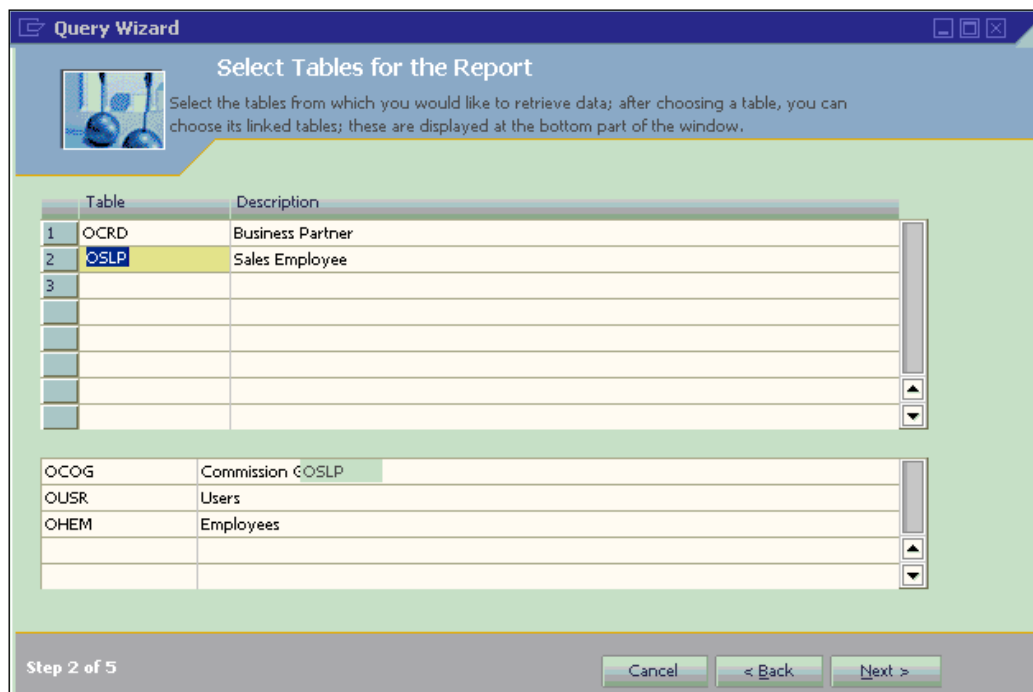 Query Wizard
Select Tables for the Report
Select the tables from which you would like to retrieve data; after choosing a table, you can
choose its linked tables; these are displayed at the bottom part of the window.
Table Description
1 OCRD Business Partner
2 OSLP Sales Employee
3
OCOG Commission G OSLP
OUSR Users
OHEM Employees
Step 2 of 5 Cancel < Back Next >